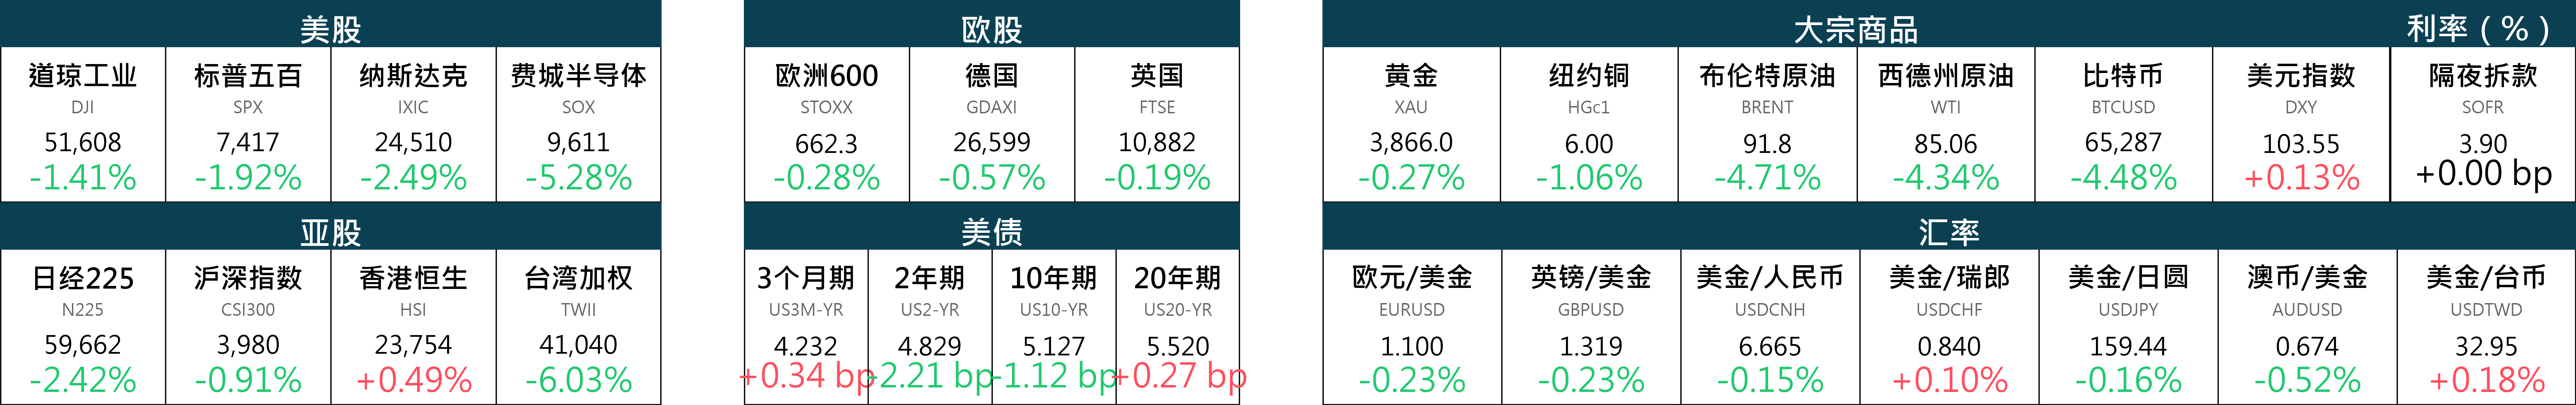 美股
道琼工业 标普五百 纳斯达克 费城半导体
DJI SPX IXIC SOX
51,608 7,417 24,510 9,611
-1.41% -1.92% -2.49% -5.28%
欧股
欧洲600 德国 英国
STOXX GDAXI FTSE
662.3 26,599 10,882
-0.28% -0.57% -0.19%
大宗商品 利率(%)
黄金 纽约铜 布伦特原油 西德州原油 比特币 美元指数 隔夜拆款
XAU HGc1 BRENT WTI BTCUSD DXY SOFR
3,866.0 6.00 91.8 85.06 65,287 103.55 3.90
-0.27% -1.06% -4.71% -4.34% -4.48% +0.13% +0.00 bp
亚股
日经225 沪深指数 香港恒生 台湾加权
N225 CSI300 HSI TWII
59,662 3,980 23,754 41,040
-2.42% -0.91% +0.49% -6.03%
美债
3个月期 2年期 10年期 20年期
US3M-YR US2-YR US10-YR US20-YR
4.232 4.829 5.127 5.520
+0.34 bp -2.21 bp -1.12 bp +0.27 bp
汇率
欧元/美金 英镑/美金 美金/人民币 美金/瑞郎 美金/日圆 澳币/美金 美金/台币
EURUSD GBPUSD USDCNH USDCHF USDJPY AUDUSD USDTWD
1.100 1.319 6.665 0.840 159.44 0.674 32.95
-0.23% -0.23% -0.15% +0.10% -0.16% -0.52% +0.18%